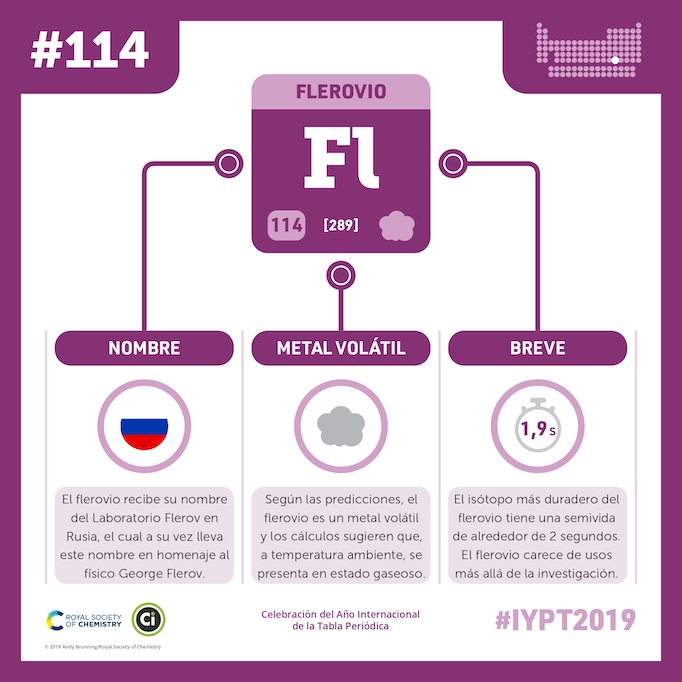 #114
FLEROVIO
Fl
114 [289]
NOMBRE
METAL VOLÁTIL
BREVE
1,9 s
El flerovio recibe su nombre
del Laboratorio Flerov en
Rusia, el cual a su vez lleva
este nombre en homenaje al
físico George Flerov.
Según las predicciones, el
flerovio es un metal volátil
y los cálculos sugieren que,
a temperatura ambiente, se
presenta en estado gaseoso.
El isótopo más duradero del
flerovio tiene una semivida
de alrededor de 2 segundos.
El flerovio carece de usos
más allá de la investigación.
ROYAL SOCIETY
OF CHEMISTRY
Ci
Celebración del Año Internacional
de la Tabla Periódica
#IYPT2019
© 2019 Andy Brunning/Royal Society of Chemistry